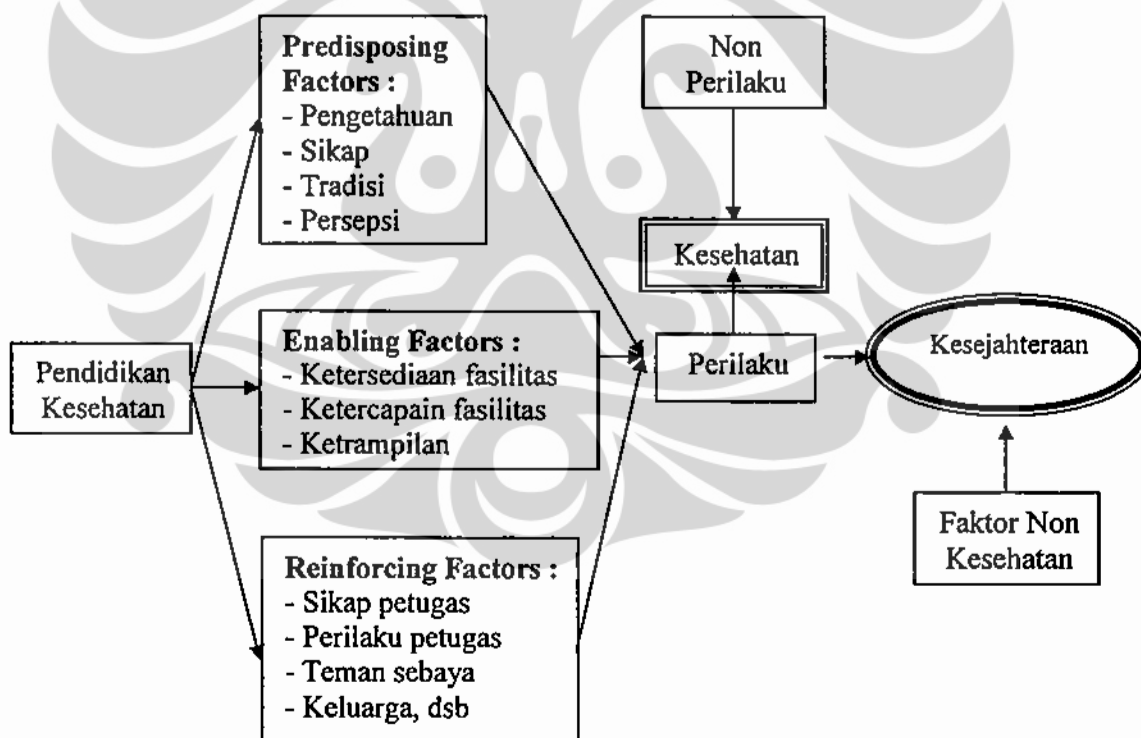 Predisposing
Factors :
- Pengetahuan
- Sikap
- Tradisi
- Persepsi
Non
Perilaku
Kesehatan
Pendidikan
Kesehatan
Enabling Factors :
- Ketersediaan fasilitas
- Ketercapain fasilitas
- Ketrampilan
Perilaku
Kesejahteraan
Reinforcing Factors :
- Sikap petugas
- Perilaku petugas
- Teman sebaya
- Keluarga, dsb
Faktor Non
Kesehatan